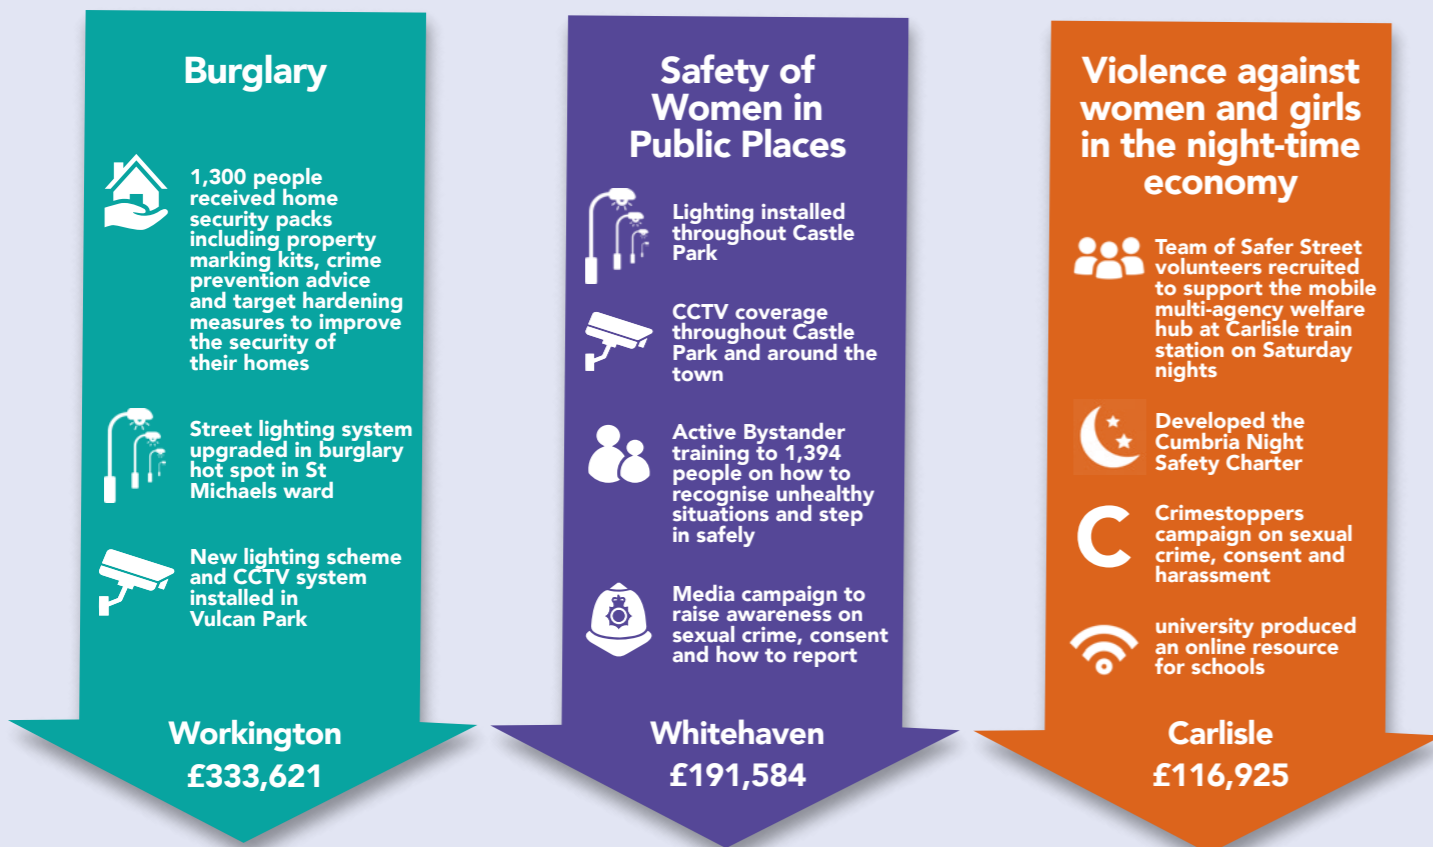 Burglary
1,300 people
received home
security packs
including property
marking kits, crime
prevention advice
and target hardening
measures to improve
the security of
their homes
Street lighting system
upgraded in burglary
hot spot in St
Michaels ward
New lighting scheme
and CCTV system
installed in
Vulcan Park
Workington
£333,621
Safety of
Women in
Public Places
Lighting installed
throughout Castle
Park
CCTV coverage
throughout Castle
Park and around the
town
Active Bystander
training to 1,394
people on how to
recognise unhealthy
situations and step
in safely
Media campaign to
raise awareness on
sexual crime, consent
and how to report
Whitehaven
£191,584
Violence against
women and girls
in the night-time
economy
Team of Safer Street
volunteers recruited
to support the mobile
multi-agency welfare
hub at Carlisle train
station on Saturday
nights
Developed the
Cumbria Night
Safety Charter
C
Crimestoppers
campaign on sexual
crime, consent and
harassment
university produced
an online resource
for schools
Carlisle
£116,925